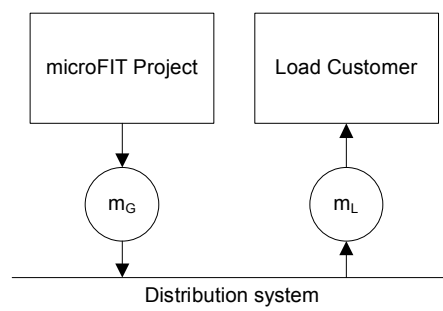 microFIT Project
Load Customer
mG
mL
Distribution system